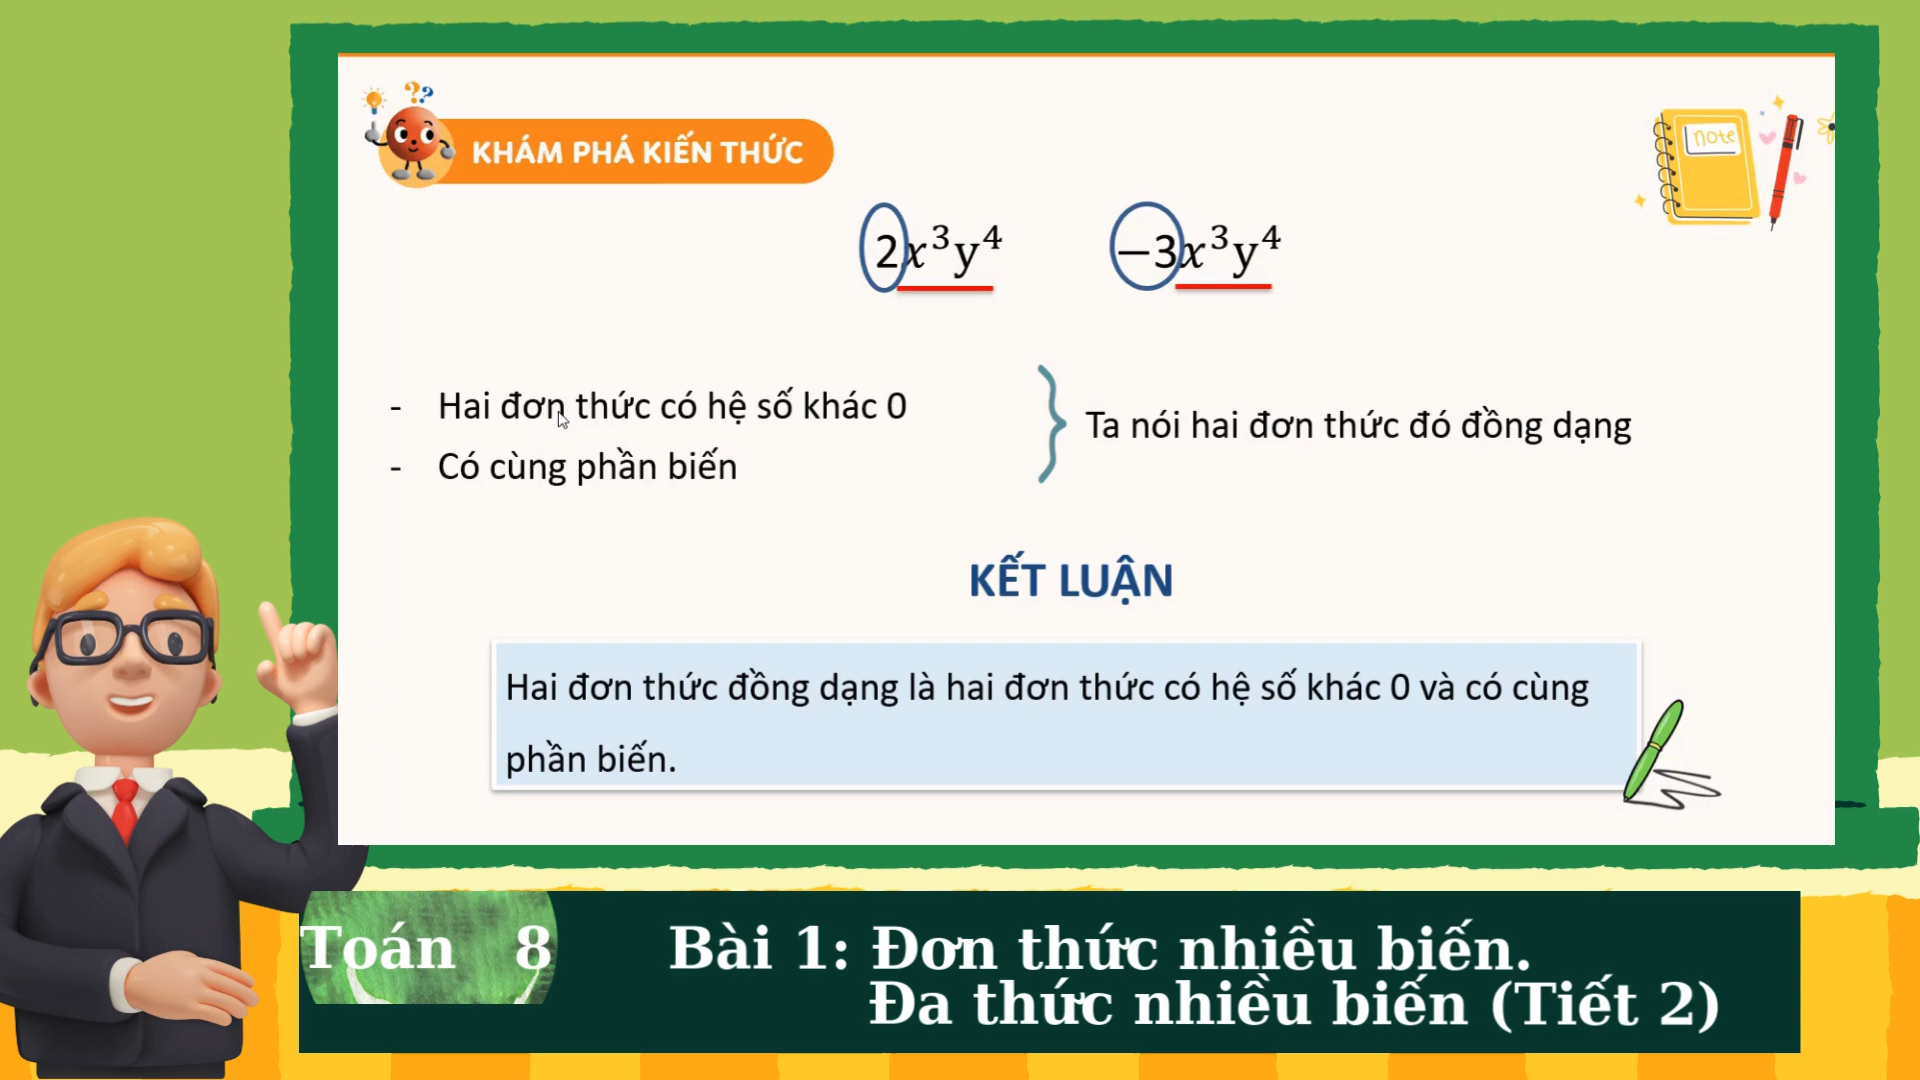 ??
note
KHÁM PHÁ KIẾN THỨC
2x³y⁴ −3x³y⁴
- Hai đơn thức có hệ số khác 0
- Có cùng phần biến
Ta nói hai đơn thức đó đồng dạng
KẾT LUẬN
Hai đơn thức đồng dạng là hai đơn thức có hệ số khác 0 và có cùng
phần biến.
Toán 8
Bài 1: Đơn thức nhiều biến.
Đa thức nhiều biến (Tiết 2)